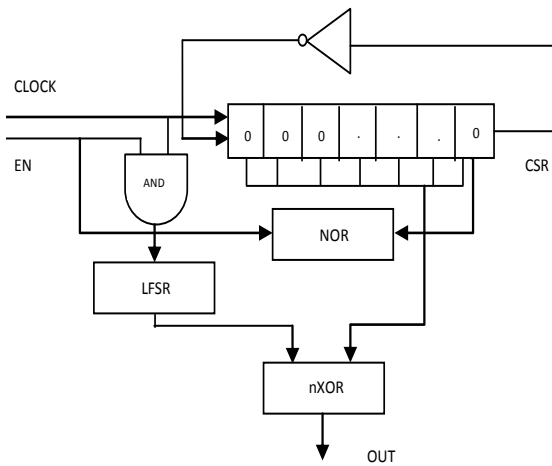 CLOCK
0 0 0 . . . 0
EN
CSR
AND
NOR
LFSR
nXOR
OUT